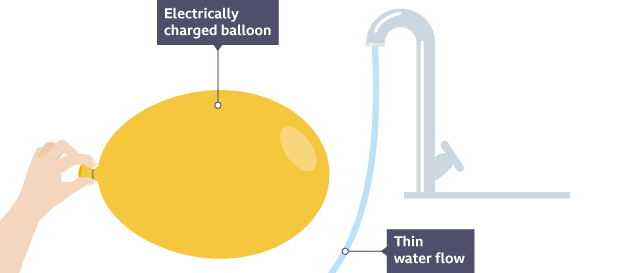 Electrically
charged balloon
Thin
water flow